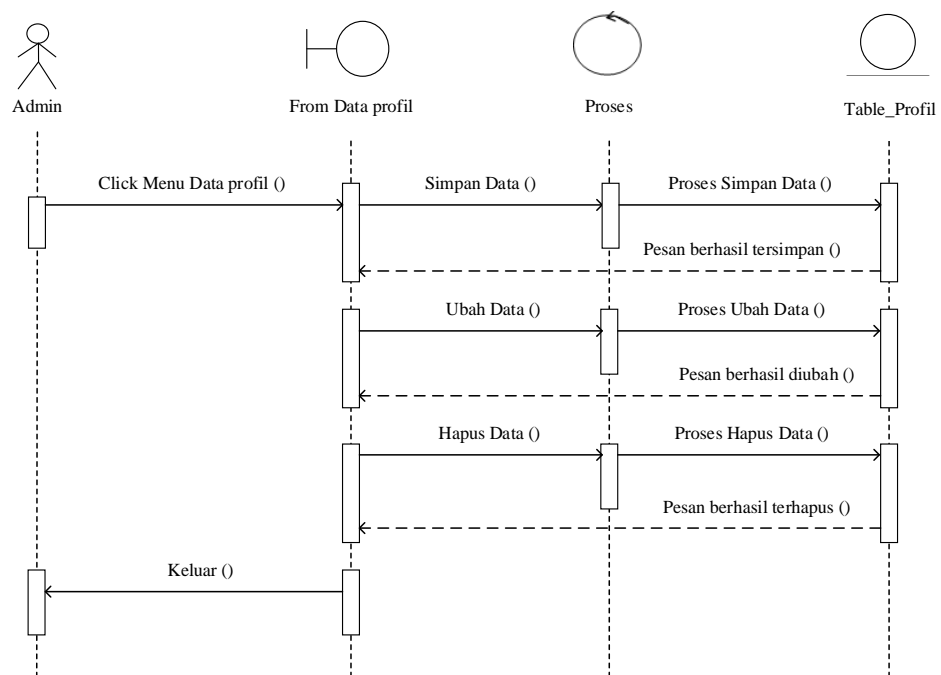 Admin
From Data profil
Proses
Table_Profil
Click Menu Data profil ()
Simpan Data ()
Proses Simpan Data ()
Pesan berhasil tersimpan ()
Ubah Data ()
Proses Ubah Data ()
Pesan berhasil diubah ()
Hapus Data ()
Proses Hapus Data ()
Pesan berhasil terhapus ()
Keluar ()